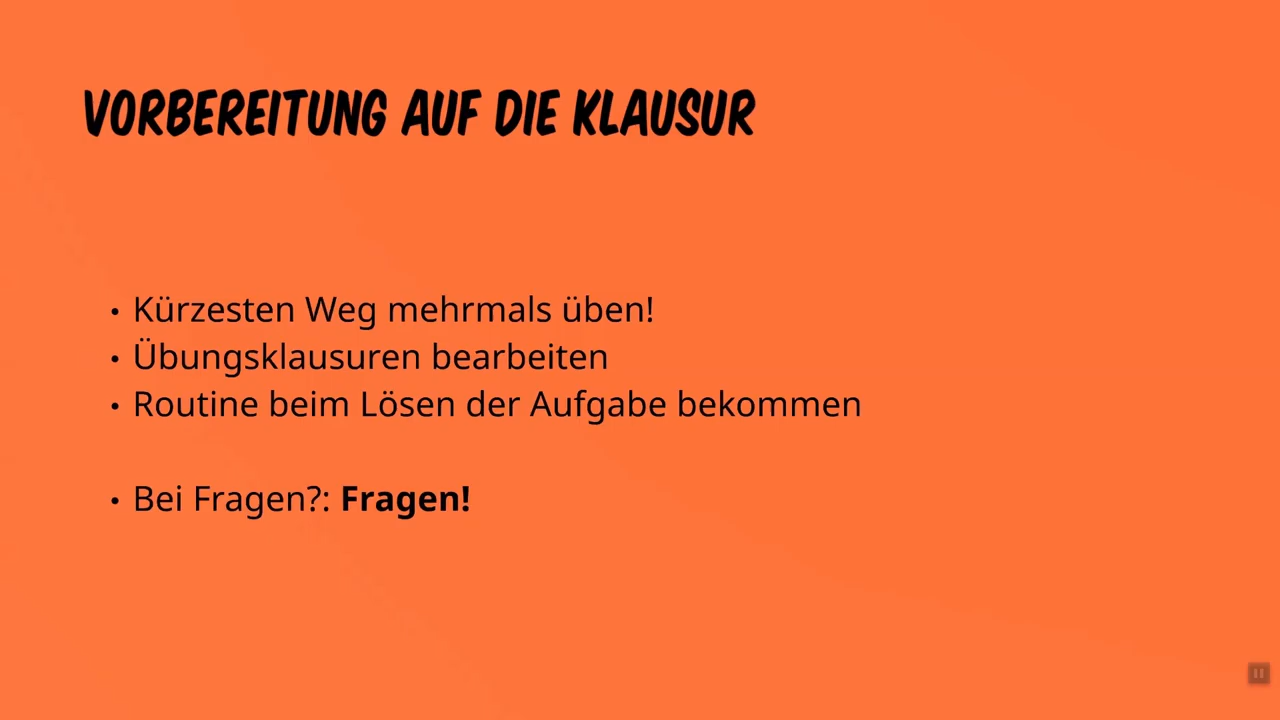 VORBEREITUNG AUF DIE KLAUSUR
• Kürzesten Weg mehrmals üben!
• Übungsklausuren bearbeiten
• Routine beim Lösen der Aufgabe bekommen
• Bei Fragen?: Fragen!